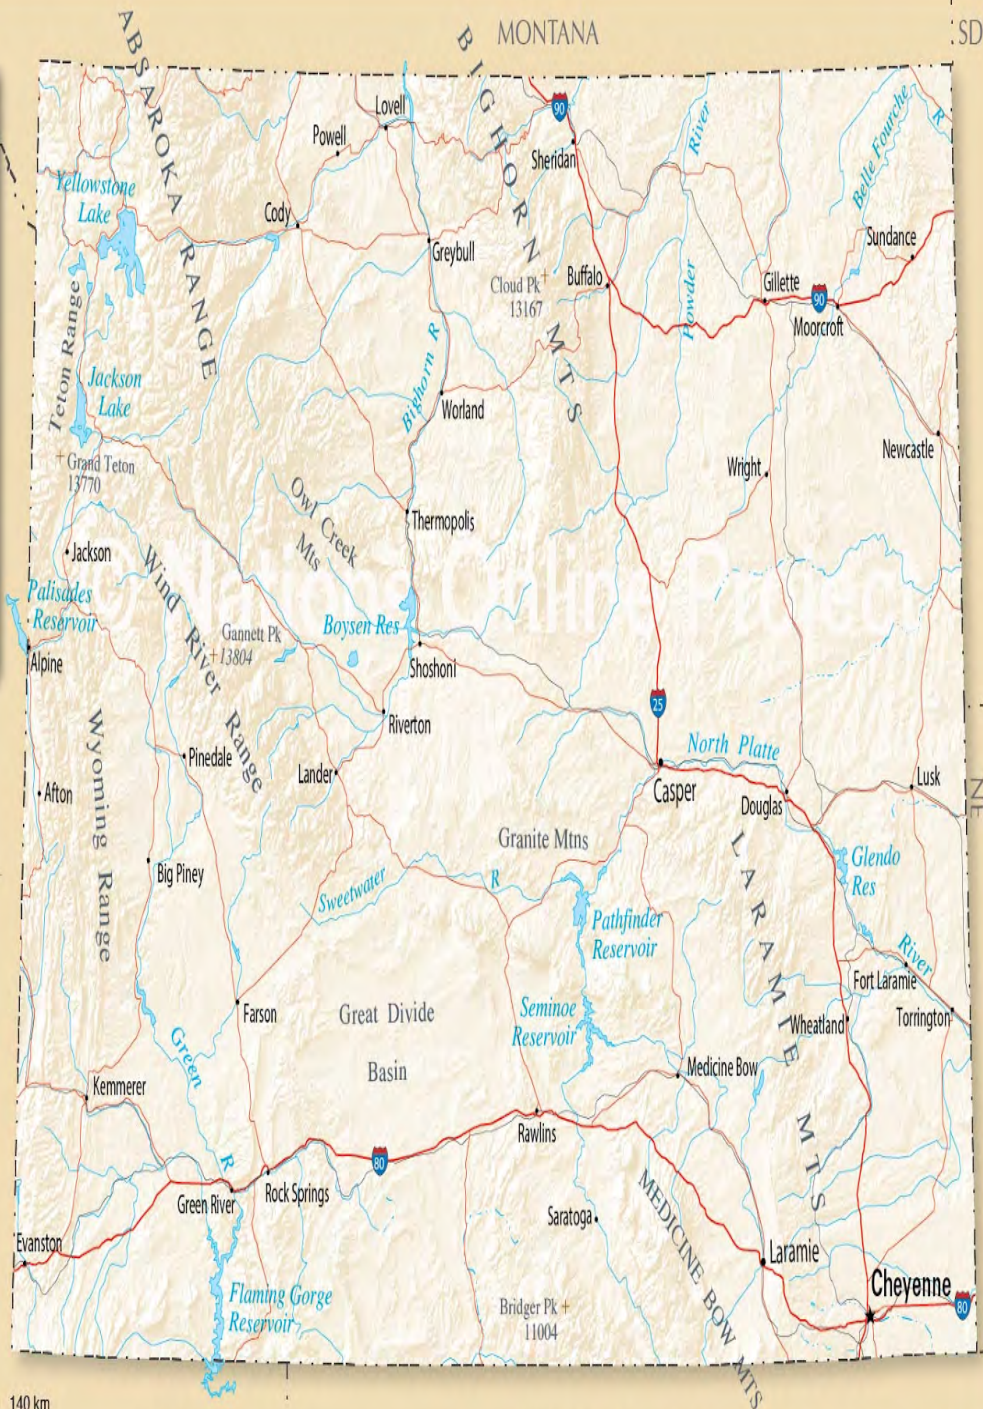 MONTANA
SD
ABSAROKA RANGE
BIGHORN MTS
90
Lovell
Powell
Sheridan
River
Belle Fourche
R
Yellowstone
Lake
Cody
Greybull
Sundance
Cloud Pk
13167
Buffalo
Powder
Gillette
90
Moorcroft
Teton Range
Jackson
Lake
Bighorn R
Worland
Newcastle
Grand Teton
13770
Wright
Owl Creek
Mts
Thermopolis
Jackson
Wind River Range
Palisades
Reservoir
Gannett Pk
13804
Boysen Res
Alpine
Shoshoni
25
Riverton
Wyoming Range
Pinedale
Lander
North Platte
Casper
Douglas
Lusk
NE
Afton
Granite Mtns
LARAMIE MTS
Big Piney
Sweetwater
R
Glendo
Res
Pathfinder
Reservoir
River
Fort Laramie
Farson
Great Divide
Basin
Seminoe
Reservoir
Wheatland
Torrington
Green
R
Kemmerer
Medicine Bow
Rawlins
80
Green River
Rock Springs
Saratoga
MEDICINE BOW MTS
Evanston
Laramie
Flaming Gorge
Reservoir
Bridger Pk
11004
Cheyenne
80
140 km